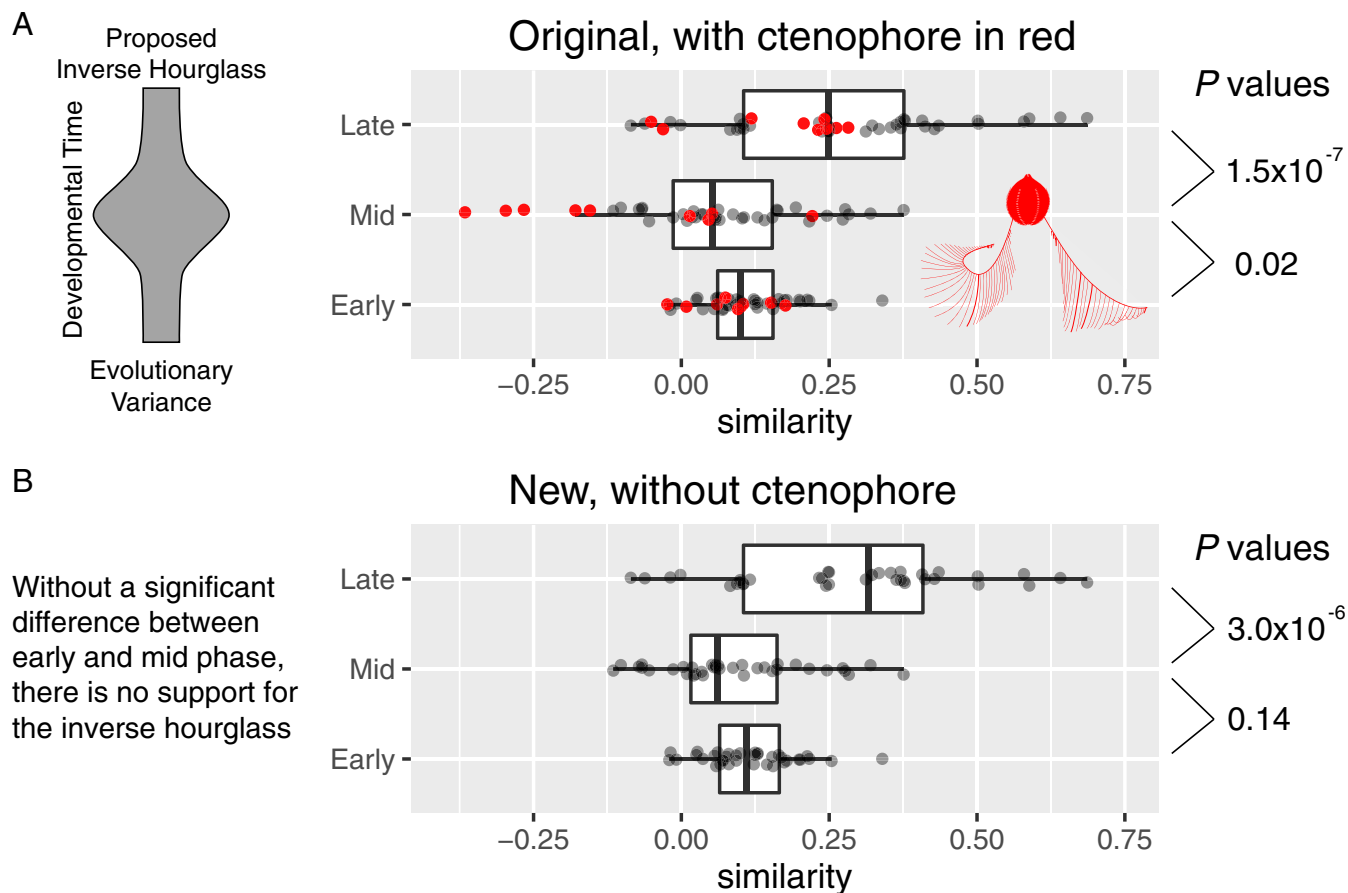 A
Proposed
Inverse Hourglass
Developmental Time
Evolutionary
Variance
Original, with ctenophore in red
Late
Mid
Early
−0.25 0.00 0.25 0.50 0.75
similarity
P values
1.5x10-7
0.02
B
Without a significant
difference between
early and mid phase,
there is no support for
the inverse hourglass
New, without ctenophore
Late
Mid
Early
−0.25 0.00 0.25 0.50 0.75
similarity
P values
3.0x10-6
0.14